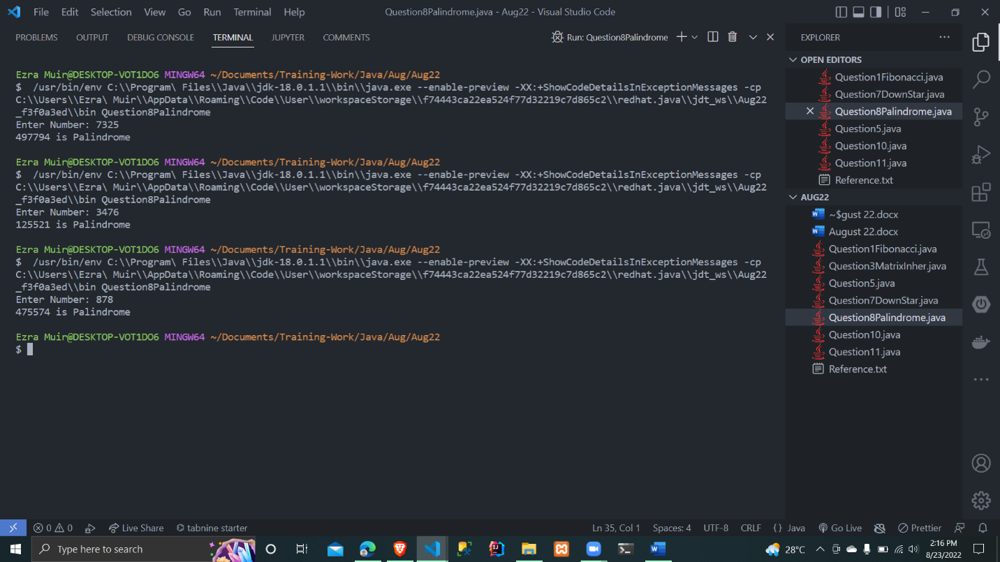 File Edit Selection View Go Run Terminal Help
Question8Palindrome.java - Aug22 - Visual Studio Code
PROBLEMS OUTPUT DEBUG CONSOLE TERMINAL JUPYTER COMMENTS
Run: Question8Palindrome
Ezra Muir@DESKTOP-VOT1DO6 MINGW64 ~/Documents/Training-Work/Java/Aug/Aug22
$ /usr/bin/env C:\\Program\ Files\\Java\\jdk-18.0.1.1\\bin\\java.exe --enable-preview -XX:+ShowCodeDetailsInExceptionMessages -cp
C:\\Users\\Ezra\ Muir\\AppData\\Roaming\\Code\\User\\workspaceStorage\\f74443ca22ea524f77d32219c7d865c2\\redhat.java\\jdt_ws\\Aug22
_f3f0a3ed\\bin Question8Palindrome
Enter Number: 7325
497794 is Palindrome
Ezra Muir@DESKTOP-VOT1DO6 MINGW64 ~/Documents/Training-Work/Java/Aug/Aug22
$ /usr/bin/env C:\\Program\ Files\\Java\\jdk-18.0.1.1\\bin\\java.exe --enable-preview -XX:+ShowCodeDetailsInExceptionMessages -cp
C:\\Users\\Ezra\ Muir\\AppData\\Roaming\\Code\\User\\workspaceStorage\\f74443ca22ea524f77d32219c7d865c2\\redhat.java\\jdt_ws\\Aug22
_f3f0a3ed\\bin Question8Palindrome
Enter Number: 3476
125521 is Palindrome
Ezra Muir@DESKTOP-VOT1DO6 MINGW64 ~/Documents/Training-Work/Java/Aug/Aug22
$ /usr/bin/env C:\\Program\ Files\\Java\\jdk-18.0.1.1\\bin\\java.exe --enable-preview -XX:+ShowCodeDetailsInExceptionMessages -cp
C:\\Users\\Ezra\ Muir\\AppData\\Roaming\\Code\\User\\workspaceStorage\\f74443ca22ea524f77d32219c7d865c2\\redhat.java\\jdt_ws\\Aug22
_f3f0a3ed\\bin Question8Palindrome
Enter Number: 878
475574 is Palindrome
Ezra Muir@DESKTOP-VOT1DO6 MINGW64 ~/Documents/Training-Work/Java/Aug/Aug22
$
EXPLORER
OPEN EDITORS
Question1Fibonacci.java
Question7DownStar.java
Question8Palindrome.java
Question5.java
Question10.java
Question11.java
Reference.txt
AUG22
~$gust 22.docx
August 22.docx
Question1Fibonacci.java
Question3MatrixInher.java
Question5.java
Question7DownStar.java
Question8Palindrome.java
Question10.java
Question11.java
Reference.txt
0 0 Live Share tabnine starter
Ln 35, Col 1 Spaces: 4 UTF-8 CRLF {} Java Go Live Prettier
Type here to search
28°C
2:16 PM
8/23/2022